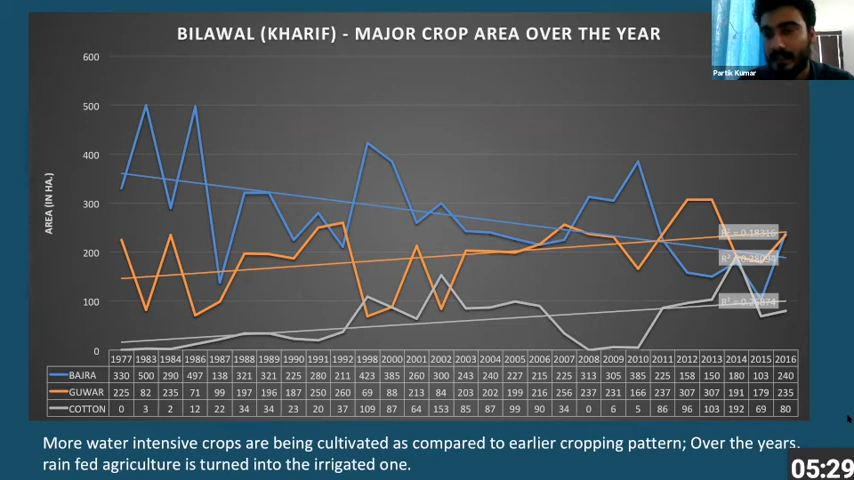 BILAWAL (KHARIF) - MAJOR CROP AREA OVER THE YEAR
Partik Kumar
600
500
400
300
200
100
0
AREA (IN HA.)
R² = 0.18316
1977 1983 1984 1986 1987 1988 1989 1990 1991 1992 1998 2000 2001 2002 2003 2004 2005 2006 2007 2008 2009 2010 2011 2012 2013 2014 2015 2016
BAJRA 330 500 290 497 138 321 321 225 280 211 423 385 260 300 243 240 227 215 225 313 305 385 225 158 150 180 103 240
GUWAR 225 82 235 71 99 197 196 187 250 260 69 88 213 84 203 202 199 216 256 237 231 166 237 307 307 191 179 235
COTTON 0 3 2 12 22 34 34 23 20 37 109 87 64 153 85 87 99 90 34 0 6 5 86 96 103 192 69 80
More water intensive crops are being cultivated as compared to earlier cropping pattern; Over the years,
rain fed agriculture is turned into the irrigated one.
05:29